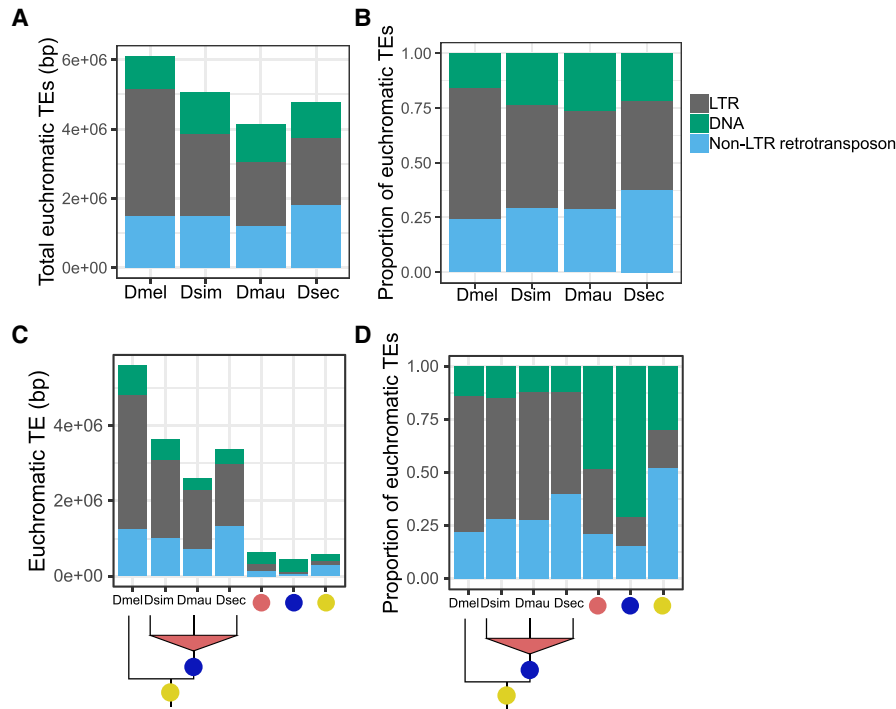 A
Total euchromatic TEs (bp)
6e+06
4e+06
2e+06
0e+00
Dmel Dsim Dmau Dsec
B
Proportion of euchromatic TEs
1.00
0.75
0.50
0.25
0.00
Dmel Dsim Dmau Dsec
LTR
DNA
Non-LTR retrotransposon
C
Euchromatic TE (bp)
4e+06
2e+06
0e+00
Dmel Dsim Dmau Dsec
D
Proportion of euchromatic TEs
1.00
0.75
0.50
0.25
0.00
Dmel Dsim Dmau Dsec